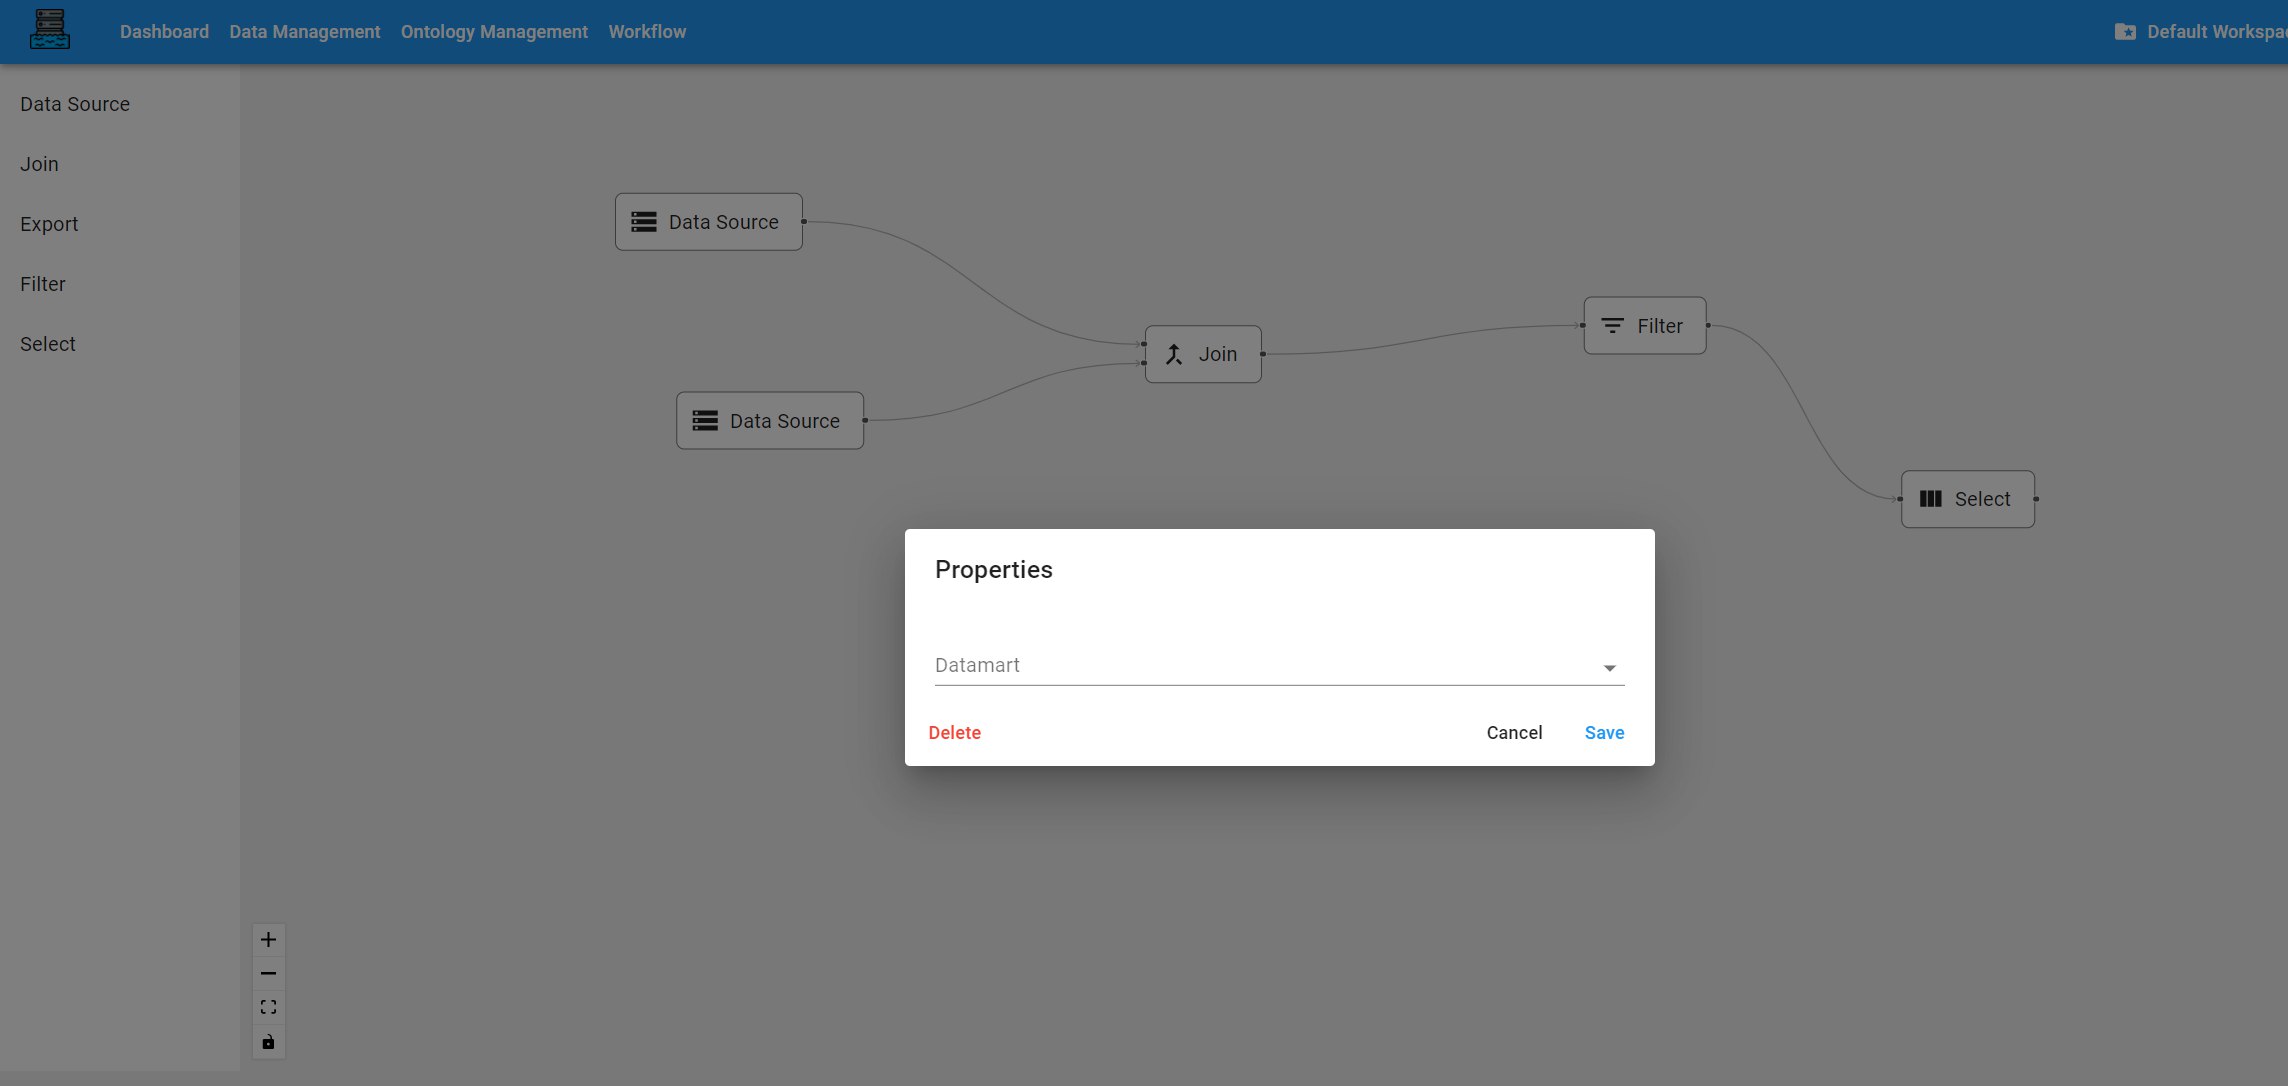 Dashboard Data Management Ontology Management Workflow Default Workspac
Data Source
Join
Export
Filter
Select
Data Source
Data Source
Join
Filter
Select
Properties
Datamart
Delete Cancel Save